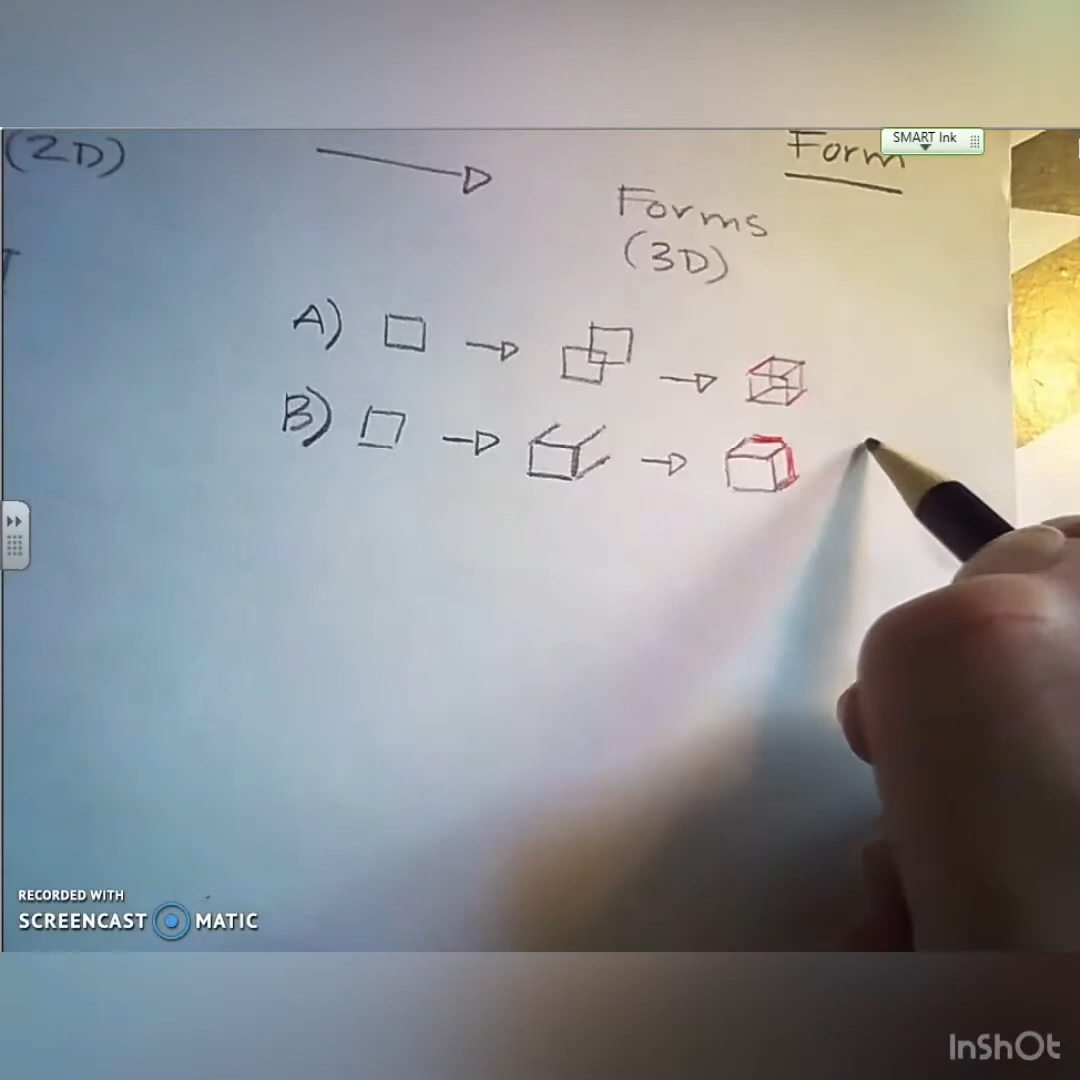 (2D)
Form
SMART Ink
Forms
(3D)
A)
B)
RECORDED WITH
SCREENCAST MATIC
InShOt